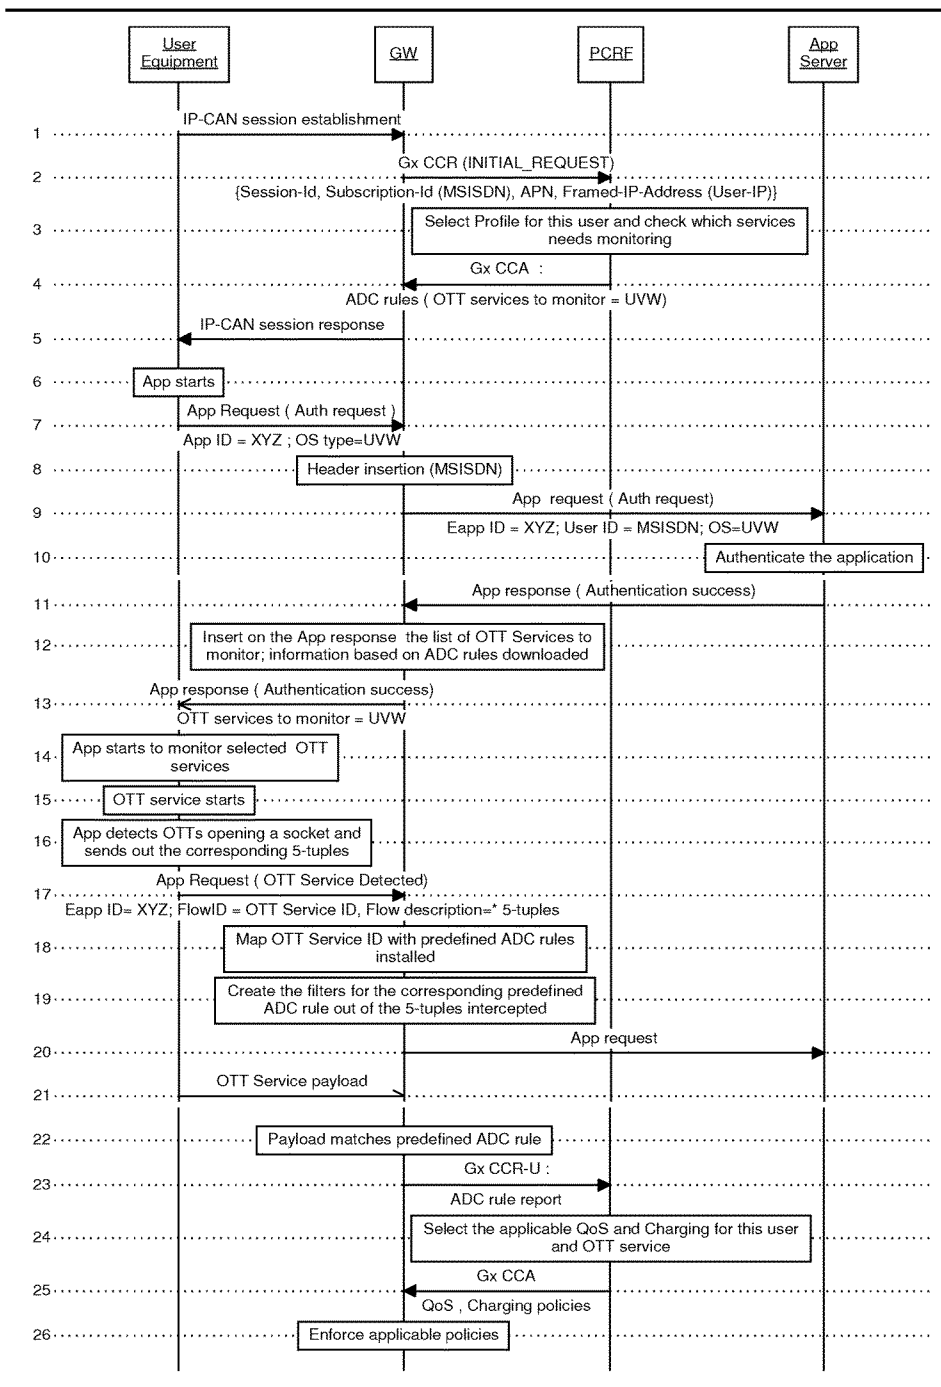 User
Equipment
GW
PCRF
App
Server
IP-CAN session establishment
1
Gx CCR (INITIAL_REQUEST)
2
{Session-Id, Subscription-Id (MSISDN), APN, Framed-IP-Address (User-IP)}
3
Select Profile for this user and check which services
needs monitoring
Gx CCA :
4
ADC rules ( OTT services to monitor = UVW)
IP-CAN session response
5
6
App starts
App Request ( Auth request )
7
App ID = XYZ ; OS type=UVW
8
Header insertion (MSISDN)
App request ( Auth request)
9
Eapp ID = XYZ; User ID = MSISDN; OS=UVW
10
Authenticate the application
App response ( Authentication success)
11
12
Insert on the App response the list of OTT Services to
monitor; information based on ADC rules downloaded
App response ( Authentication success)
13
OTT services to monitor = UVW
14
App starts to monitor selected OTT
services
15
OTT service starts
16
App detects OTTs opening a socket and
sends out the corresponding 5-tuples
App Request ( OTT Service Detected)
17
Eapp ID= XYZ; FlowID = OTT Service ID, Flow description=* 5-tuples
18
Map OTT Service ID with predefined ADC rules
installed
19
Create the filters for the corresponding predefined
ADC rule out of the 5-tuples intercepted
App request
20
OTT Service payload
21
22
Payload matches predefined ADC rule
Gx CCR-U :
23
ADC rule report
24
Select the applicable QoS and Charging for this user
and OTT service
Gx CCA
25
QoS , Charging policies
26
Enforce applicable policies